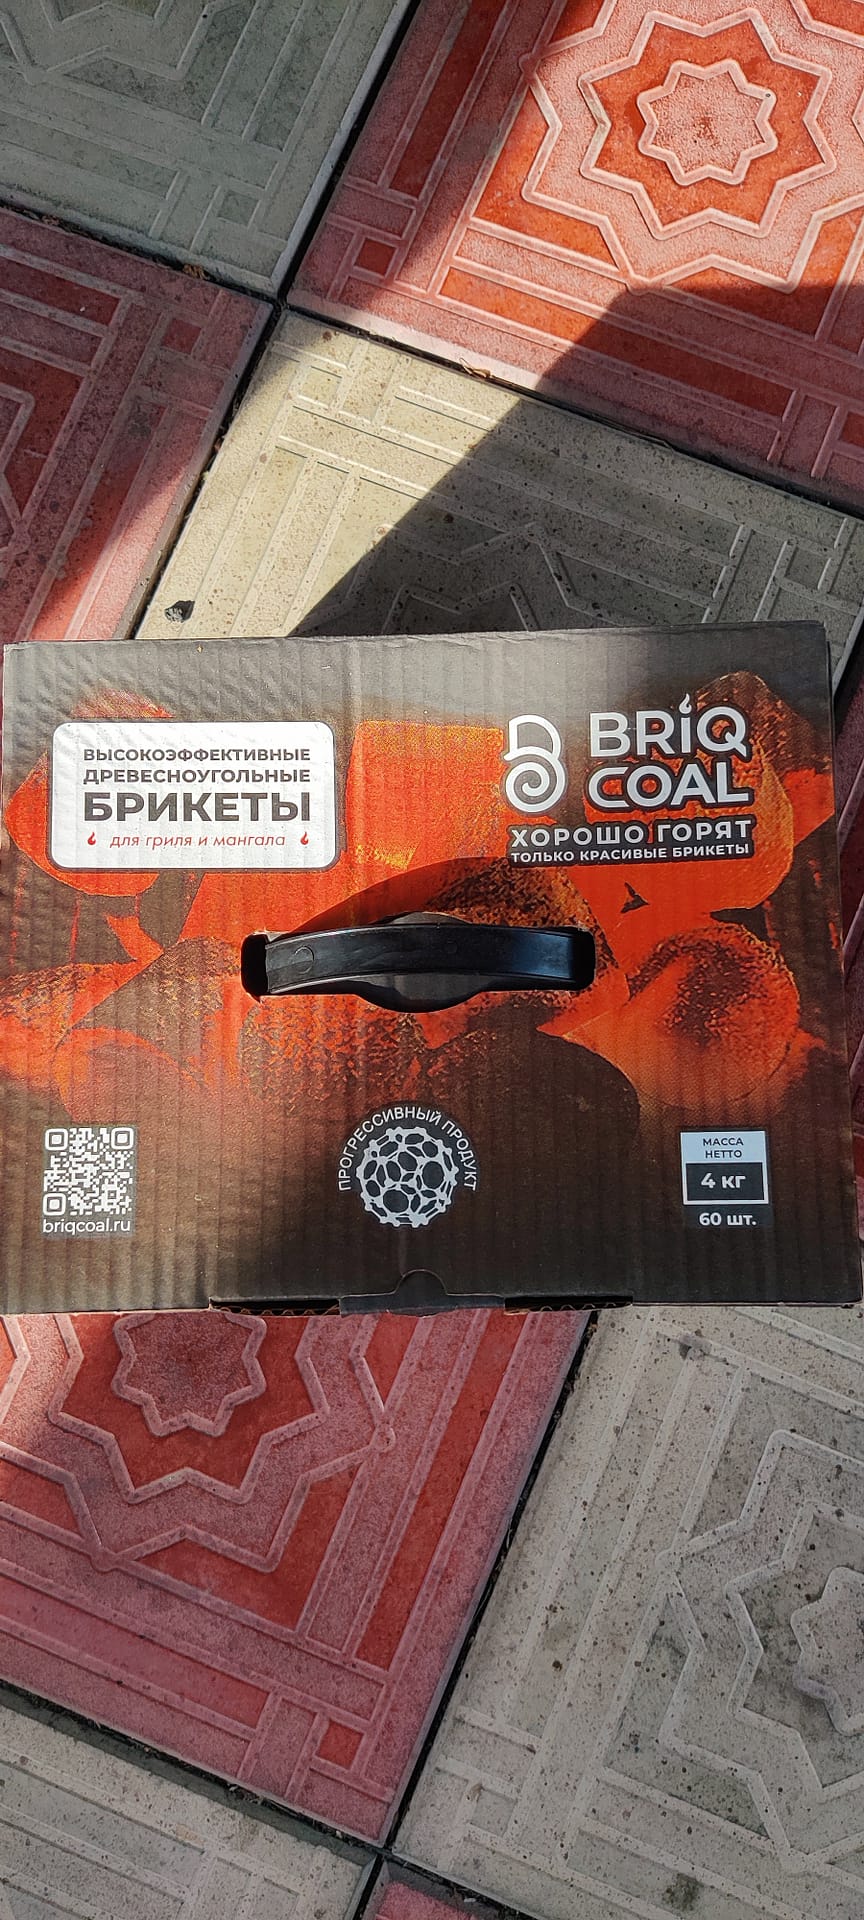 ВЫСОКОЭФФЕКТИВНЫЕ
ДРЕВЕСНОУГОЛЬНЫЕ
БРИКЕТЫ
для гриля и мангала
BRIQ
COAL
ХОРОШО ГОРЯТ
ТОЛЬКО КРАСИВЫЕ БРИКЕТЫ
briqcoal.ru
ПРОГРЕССИВНЫЙ ПРОДУКТ
МАССА
НЕТТО
4 кг
60 шт.